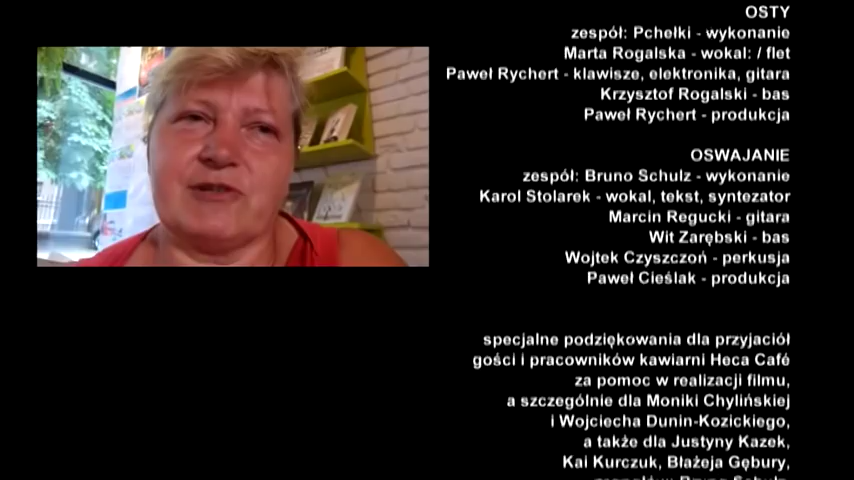 OSTY
zespół: Pchełki - wykonanie
Marta Rogalska - wokal: / flet
Paweł Rychert - klawisze, elektronika, gitara
Krzysztof Rogalski - bas
Paweł Rychert - produkcja
OSWAJANIE
zespół: Bruno Schulz - wykonanie
Karol Stolarek - wokal, tekst, syntezator
Marcin Regucki - gitara
Wit Zarębski - bas
Wojtek Czyszczoń - perkusja
Paweł Cieślak - produkcja
specjalne podziękowania dla przyjaciół
gości i pracowników kawiarni Heca Café
za pomoc w realizacji filmu,
a szczególnie dla Moniki Chylińskiej
i Wojciecha Dunin-Kozickiego,
a także dla Justyny Kazek,
Kai Kurczuk, Błażeja Gębury,